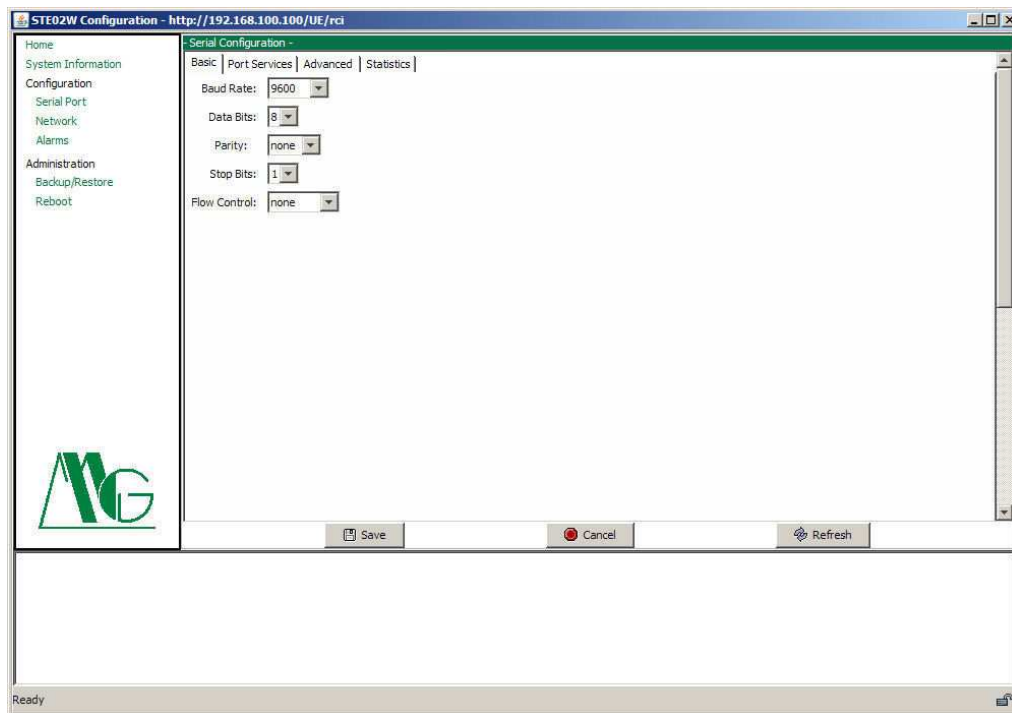 STE02W Configuration - http://192.168.100.100/UE/rci
Home
System Information
Configuration
Serial Port
Network
Alarms
Administration
Backup/Restore
Reboot
MG
- Serial Configuration -
Basic Port Services Advanced Statistics
Baud Rate: 9600
Data Bits: 8
Parity: none
Stop Bits: 1
Flow Control: none
Save Cancel Refresh
Ready